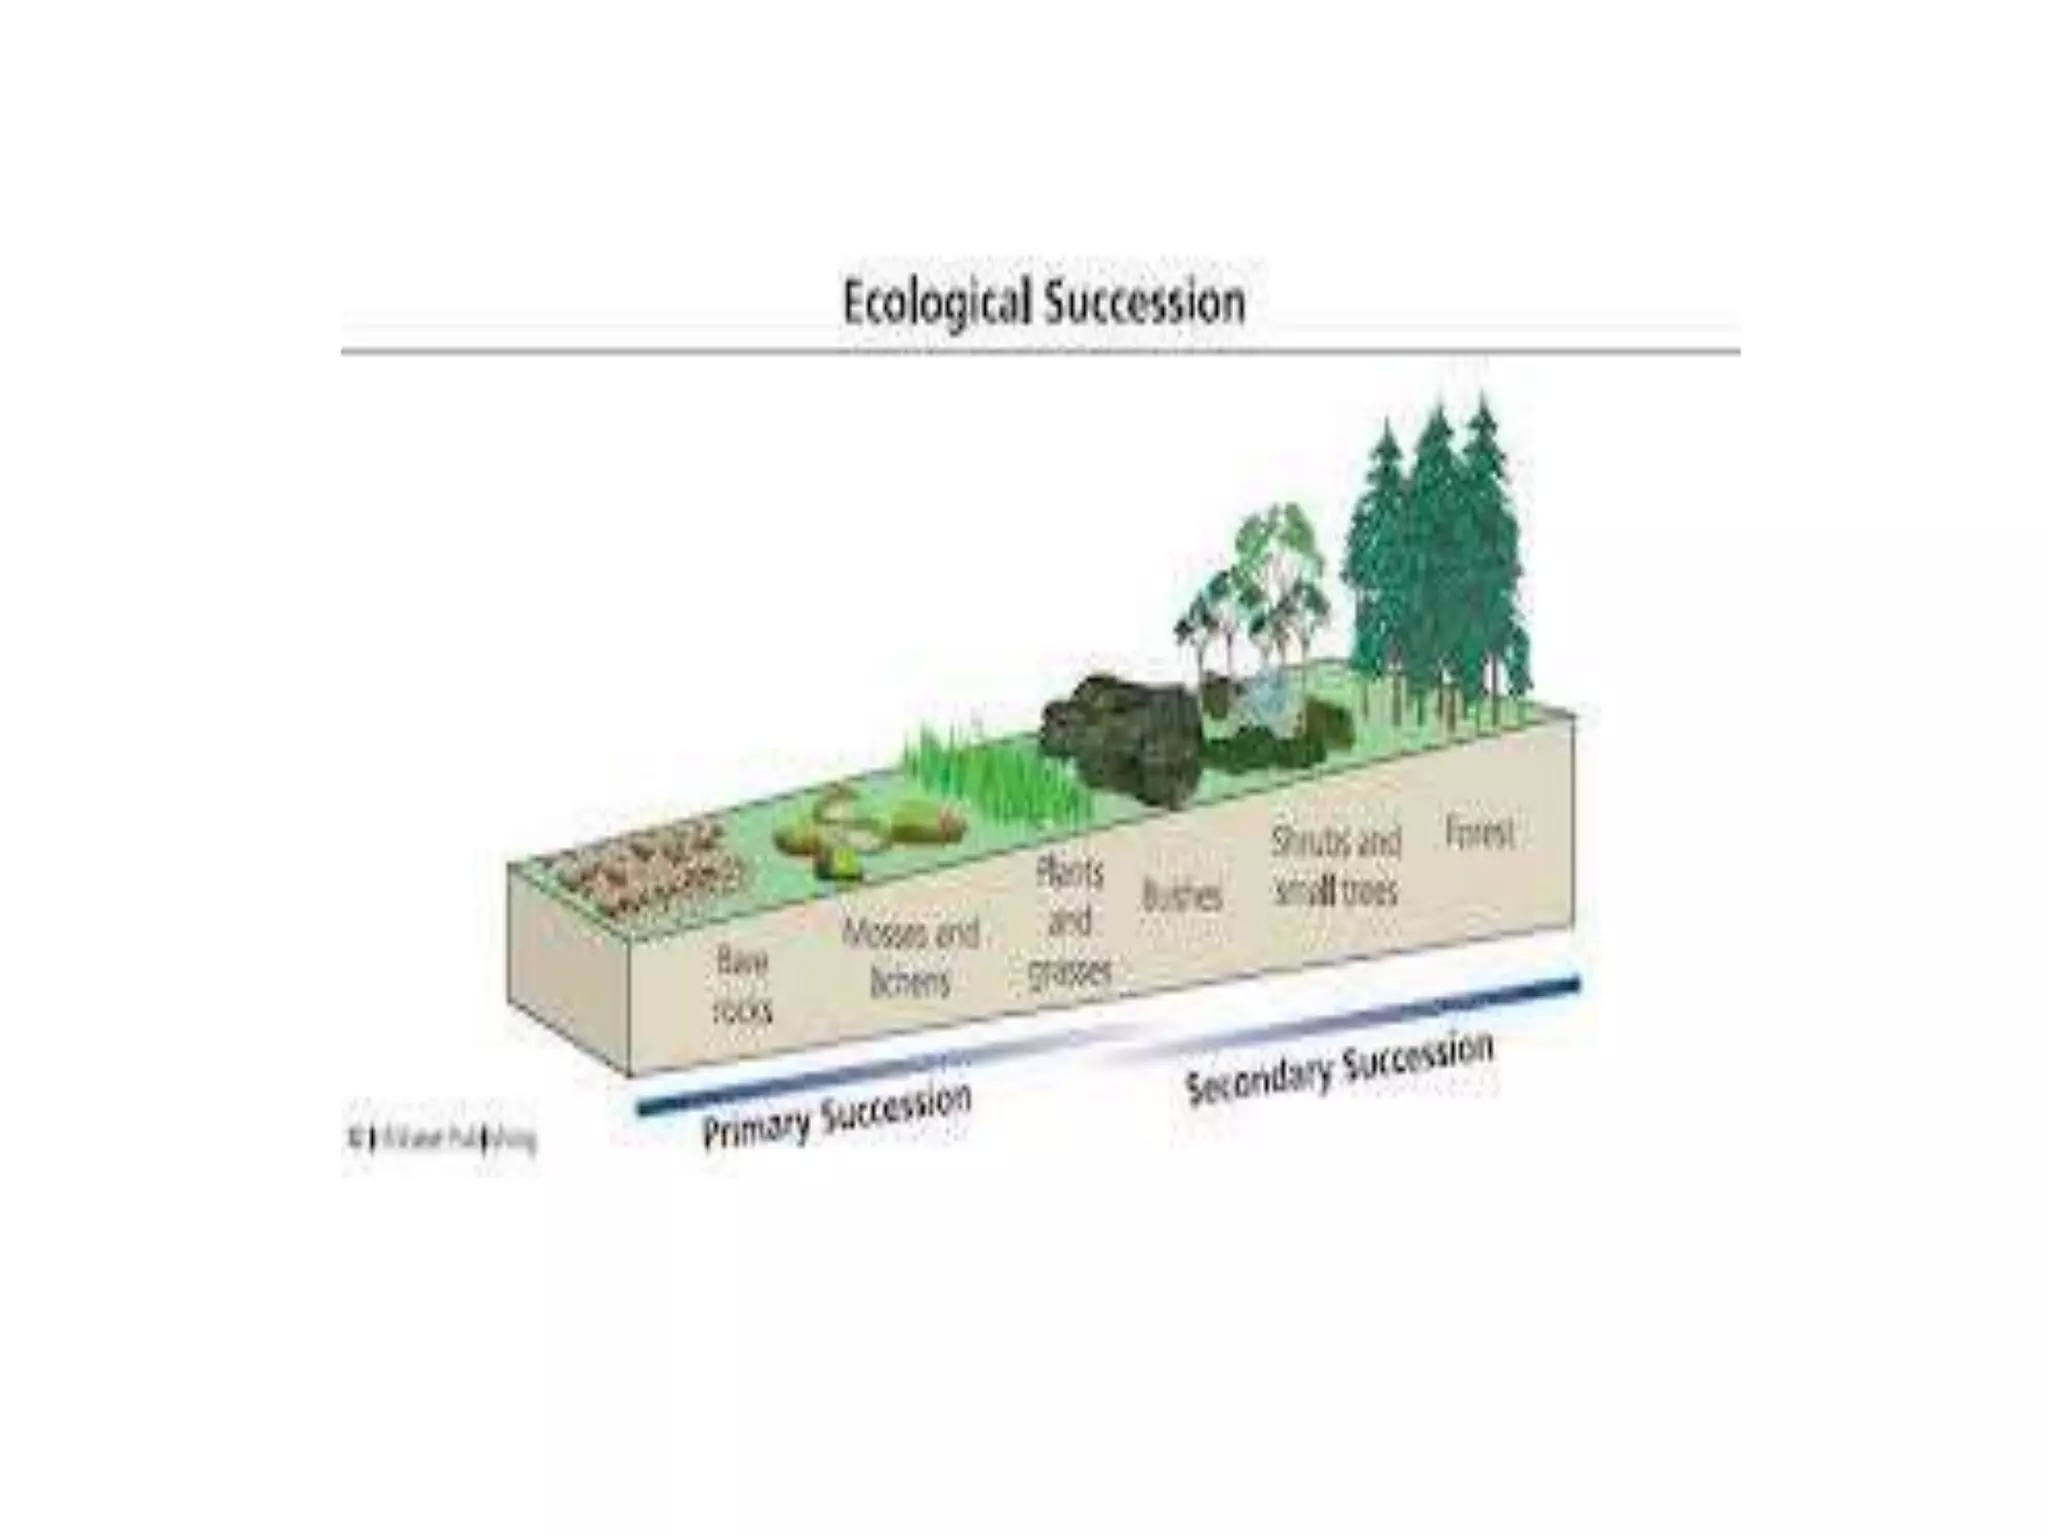 Ecological Succession
Bare
rocks
Mosses and
lichens
Plants
and
grasses
Bushes
Shrubs and
small trees
Forest
Primary Succession
Secondary Succession
©